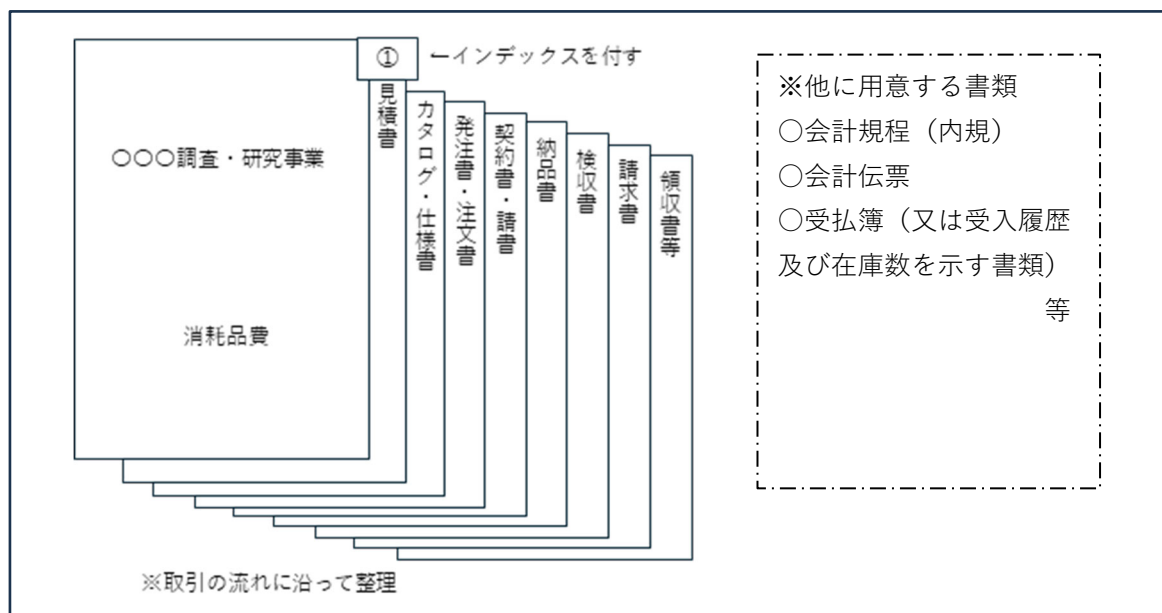 ①
←インデックスを付す
〇〇〇調査・研究事業
消耗品費
見積書
カタログ・仕様書
発注書・注文書
契約書・請書
納品書
検収書
請求書
領収書等
※取引の流れに沿って整理
※他に用意する書類
○会計規程（内規）
○会計伝票
○受払簿（又は受入履歴
及び在庫数を示す書類）
等